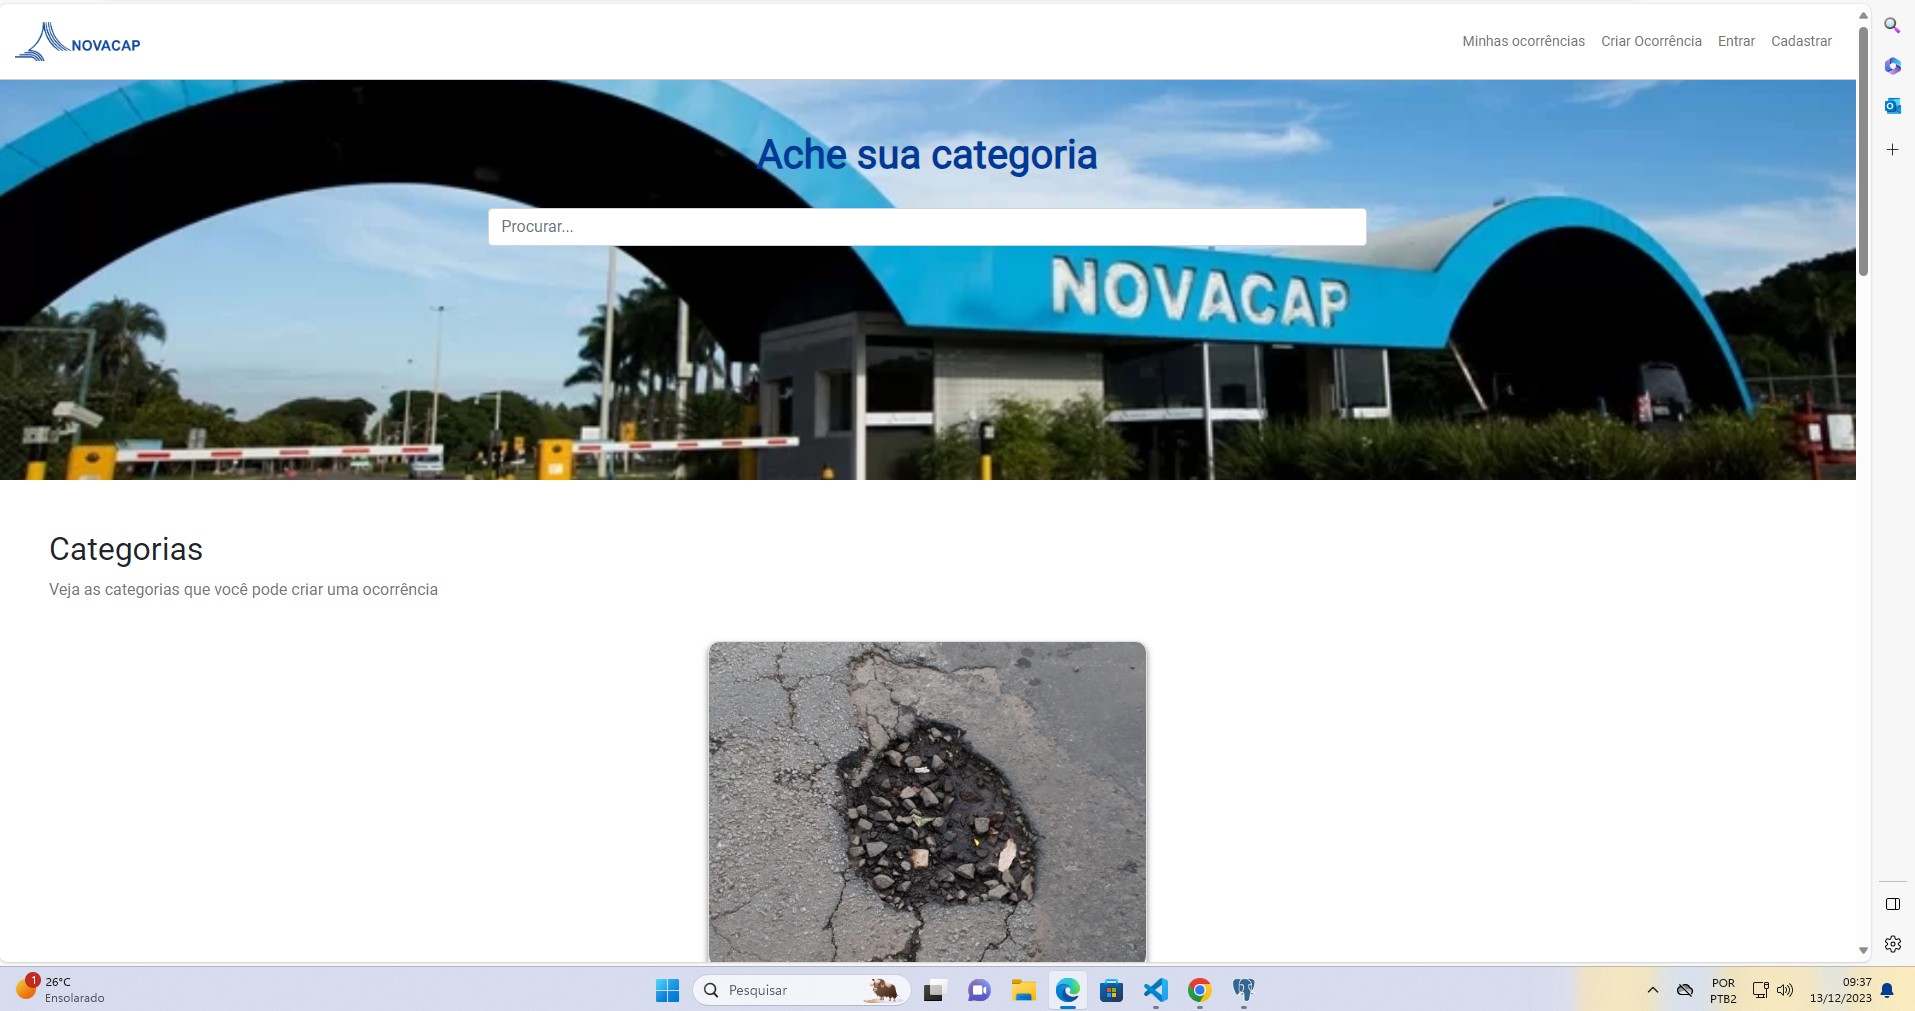 NOVACAP
Minhas ocorrências Criar Ocorrência Entrar Cadastrar
Ache sua categoria
Procurar...
NOVACAP
Categorias
Veja as categorias que você pode criar uma ocorrência
1
26°C
Ensolarado
Pesquisar
POR
PTB2
09:37
13/12/2023